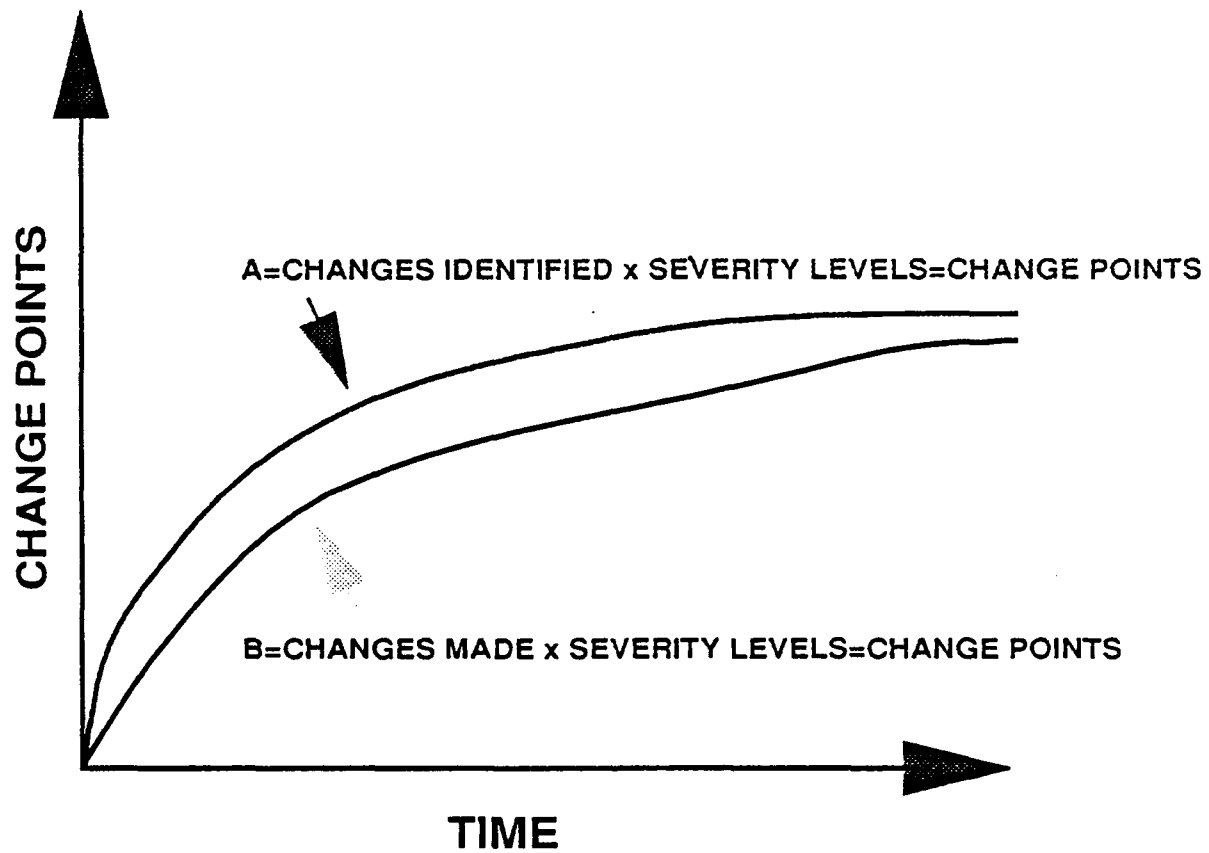 CHANGE POINTS
A=CHANGES IDENTIFIED x SEVERITY LEVELS=CHANGE POINTS
B=CHANGES MADE x SEVERITY LEVELS=CHANGE POINTS
TIME